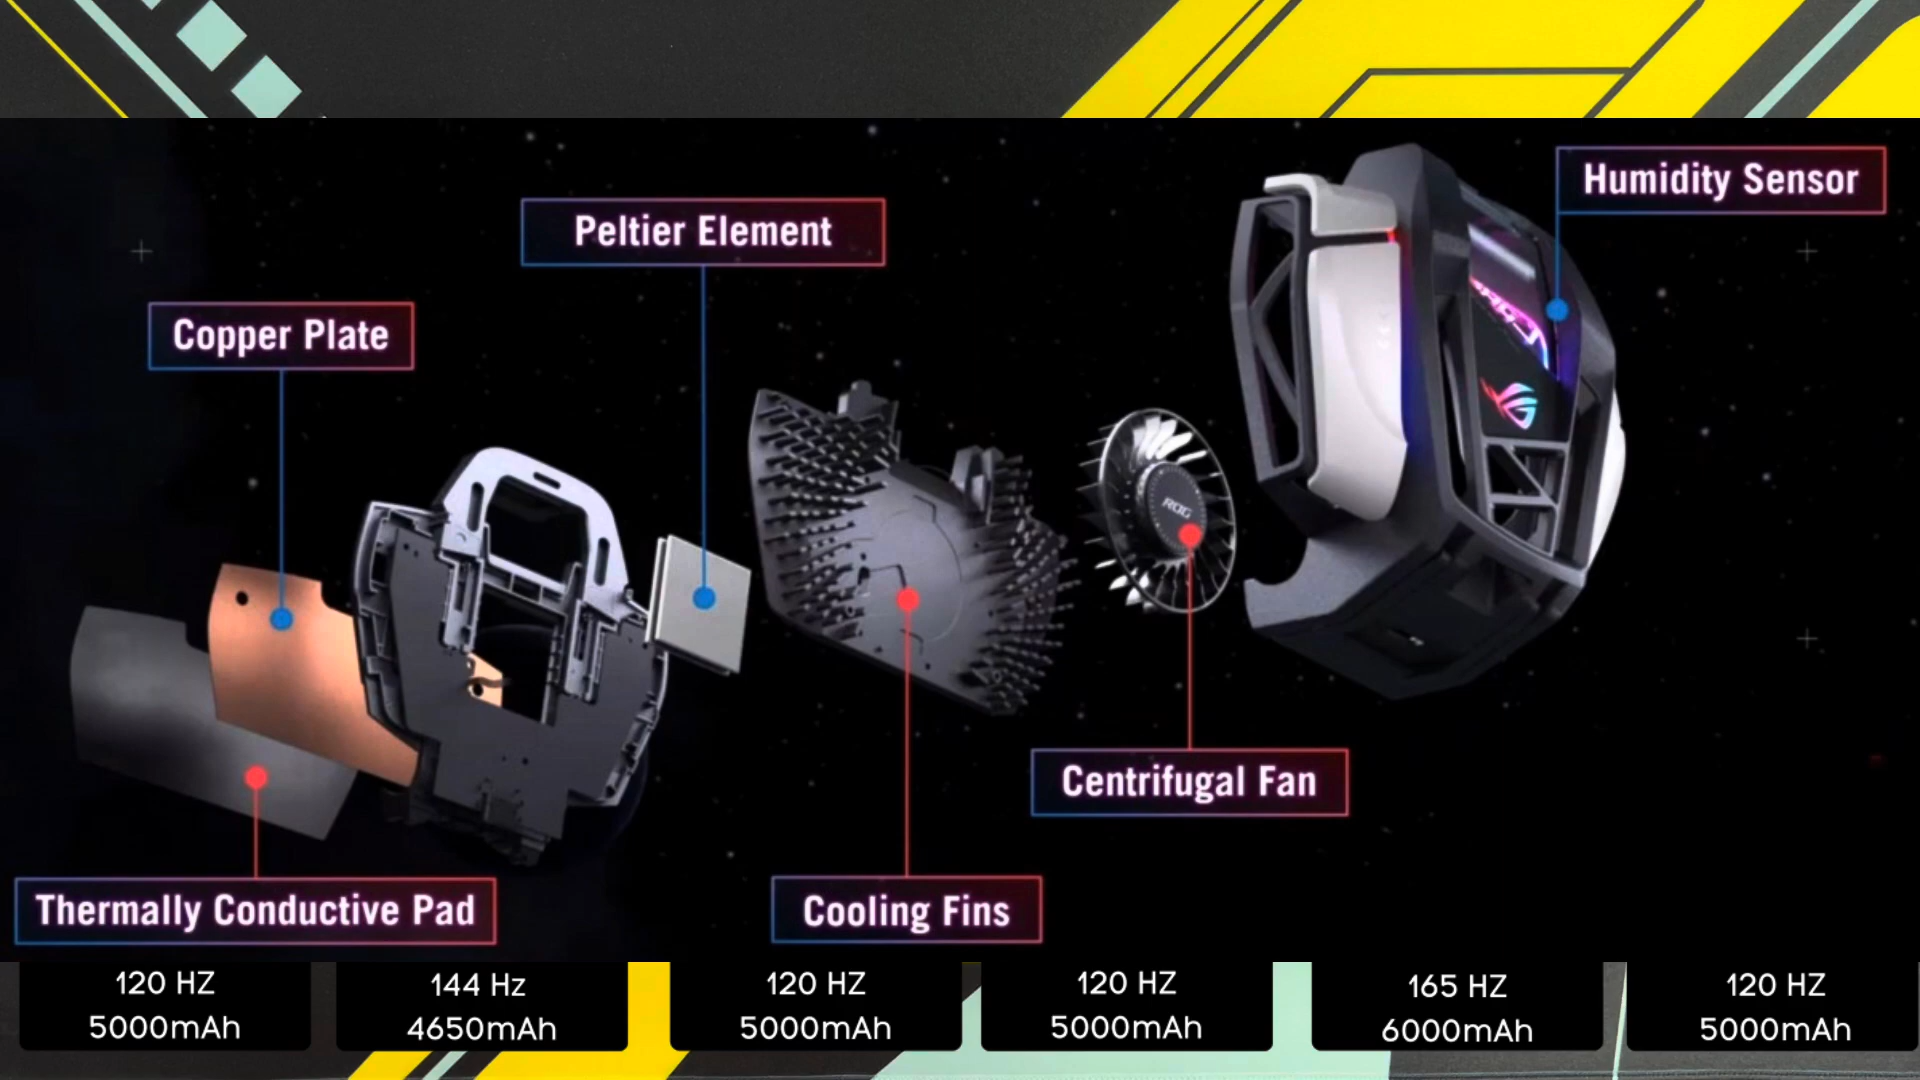 Humidity Sensor
Peltier Element
Copper Plate
ROG
Centrifugal Fan
Thermally Conductive Pad
Cooling Fins
120 HZ
5000mAh
144 Hz
4650mAh
120 HZ
5000mAh
120 HZ
5000mAh
165 HZ
6000mAh
120 HZ
5000mAh